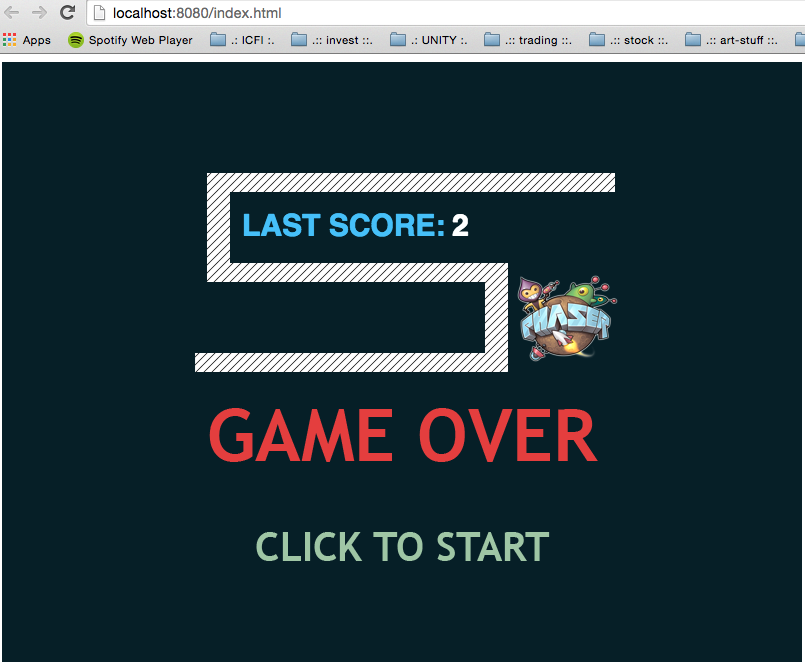 localhost:8080/index.html
Apps Spotify Web Player .: ICFI :. .:: invest ::. .: UNITY :. .:: trading ::. .:: stock ::. .:: art-stuff ::.
LAST SCORE: 2
PHASER
GAME OVER
CLICK TO START